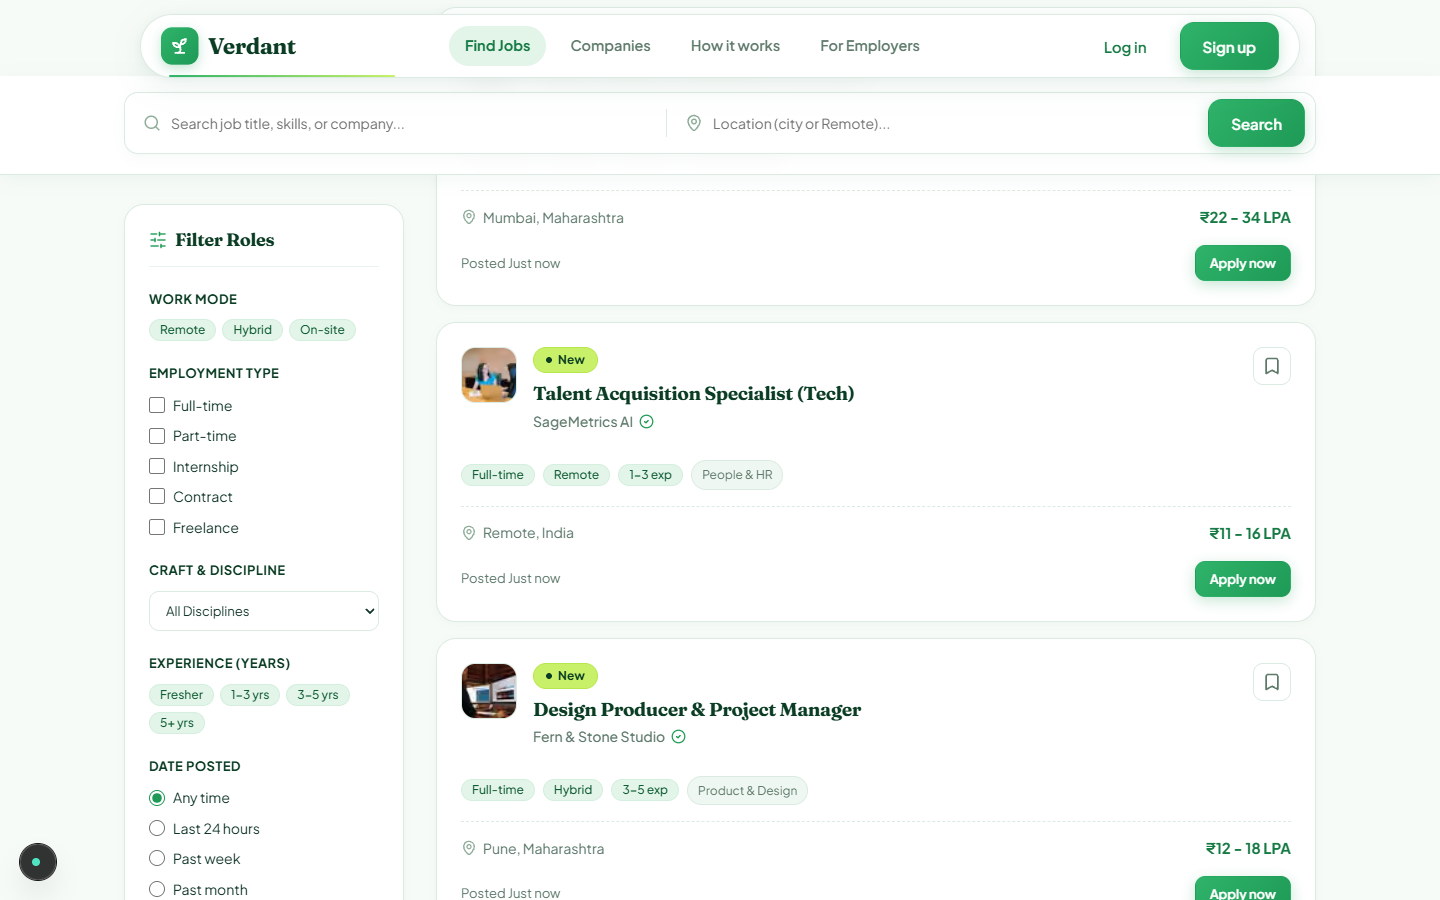 Verdant
Find Jobs
Companies
How it works
For Employers
Log in
Sign up
Search job title, skills, or company...
Location (city or Remote)...
Search
Filter Roles
WORK MODE
Remote
Hybrid
On-site
EMPLOYMENT TYPE
Full-time
Part-time
Internship
Contract
Freelance
CRAFT & DISCIPLINE
All Disciplines
EXPERIENCE (YEARS)
Fresher
1–3 yrs
3–5 yrs
5+ yrs
DATE POSTED
Any time
Last 24 hours
Past week
Past month
Mumbai, Maharashtra
₹22 – 34 LPA
Posted Just now
Apply now
New
Talent Acquisition Specialist (Tech)
SageMetrics AI
Full-time
Remote
1–3 exp
People & HR
Remote, India
₹11 – 16 LPA
Posted Just now
Apply now
New
Design Producer & Project Manager
Fern & Stone Studio
Full-time
Hybrid
3–5 exp
Product & Design
Pune, Maharashtra
₹12 – 18 LPA
Posted Just now
Apply now